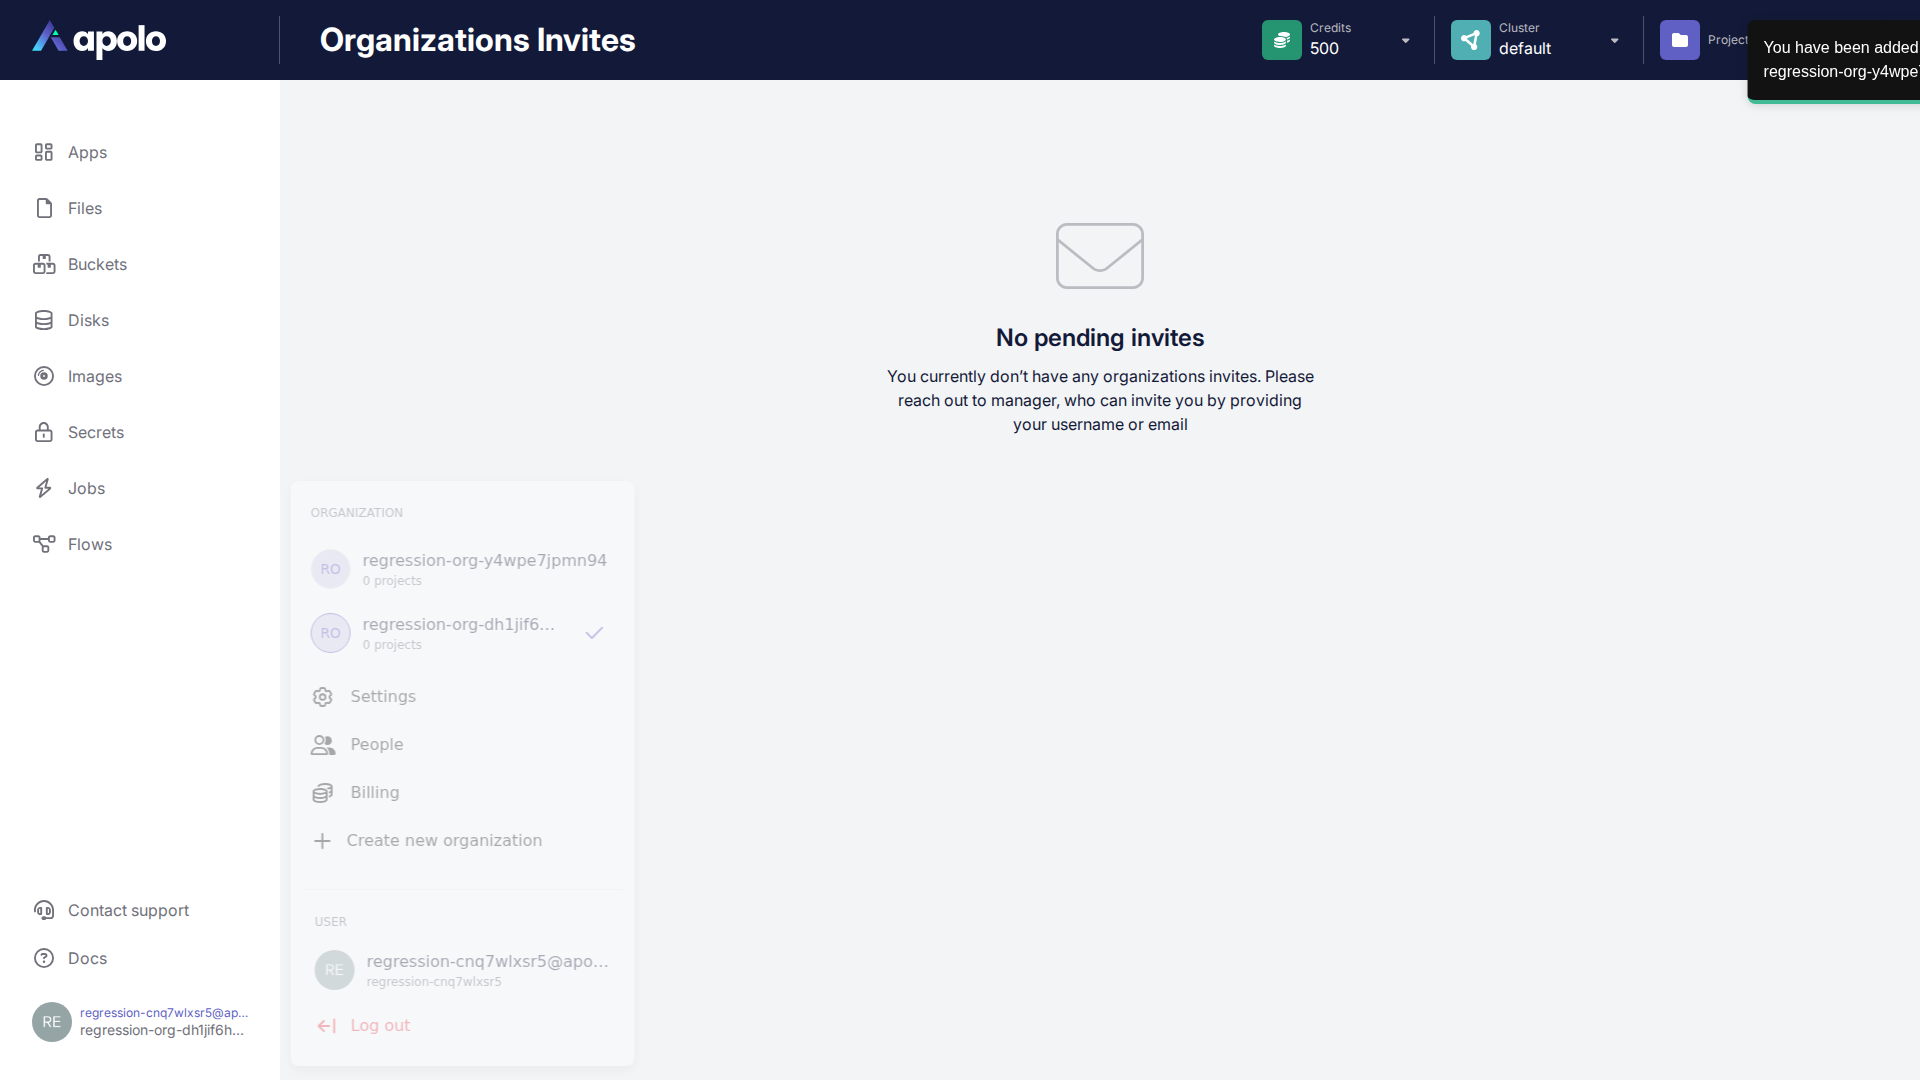 apolo
Organizations Invites
Credits
500
Cluster
default
Project
You have been added
regression-org-y4wpe7
Apps
Files
Buckets
Disks
Images
Secrets
Jobs
Flows
No pending invites
You currently don’t have any organizations invites. Please
reach out to manager, who can invite you by providing
your username or email
ORGANIZATION
RO
regression-org-y4wpe7jpmn94
0 projects
RO
regression-org-dh1jif6...
0 projects
Settings
People
Billing
Create new organization
USER
RE
regression-cnq7wlxsr5@apo...
regression-cnq7wlxsr5
Log out
Contact support
Docs
RE
regression-cnq7wlxsr5@ap...
regression-org-dh1jif6h...